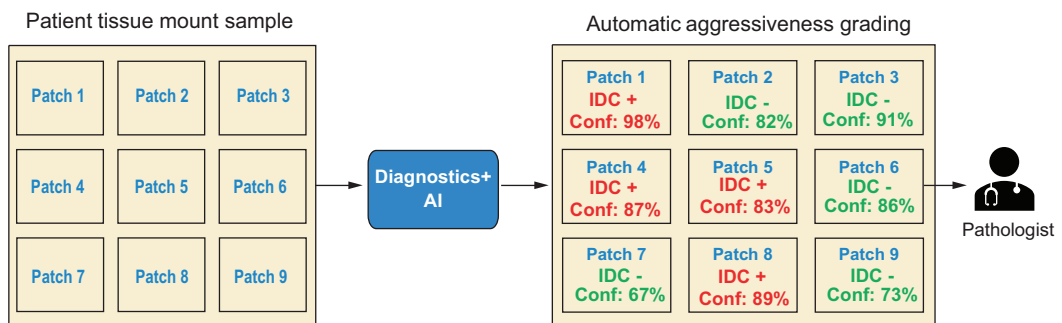 Patient tissue mount sample
Patch 1
Patch 2
Patch 3
Patch 4
Patch 5
Patch 6
Patch 7
Patch 8
Patch 9
Diagnostics+
AI
Automatic aggressiveness grading
Patch 1
IDC +
Conf: 98%
Patch 2
IDC -
Conf: 82%
Patch 3
IDC -
Conf: 91%
Patch 4
IDC +
Conf: 87%
Patch 5
IDC +
Conf: 83%
Patch 6
IDC -
Conf: 86%
Patch 7
IDC -
Conf: 67%
Patch 8
IDC +
Conf: 89%
Patch 9
IDC -
Conf: 73%
Pathologist